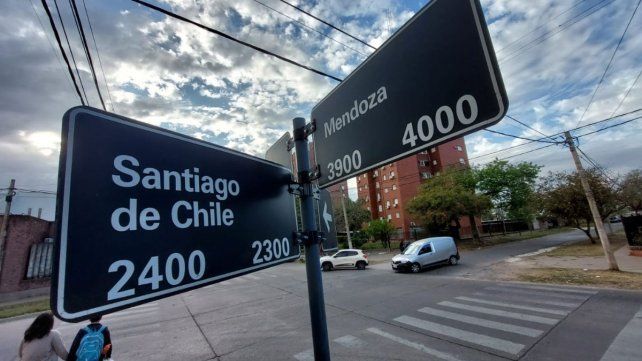 Santiago
de Chile
2400 2300
Mendoza
3900 4000